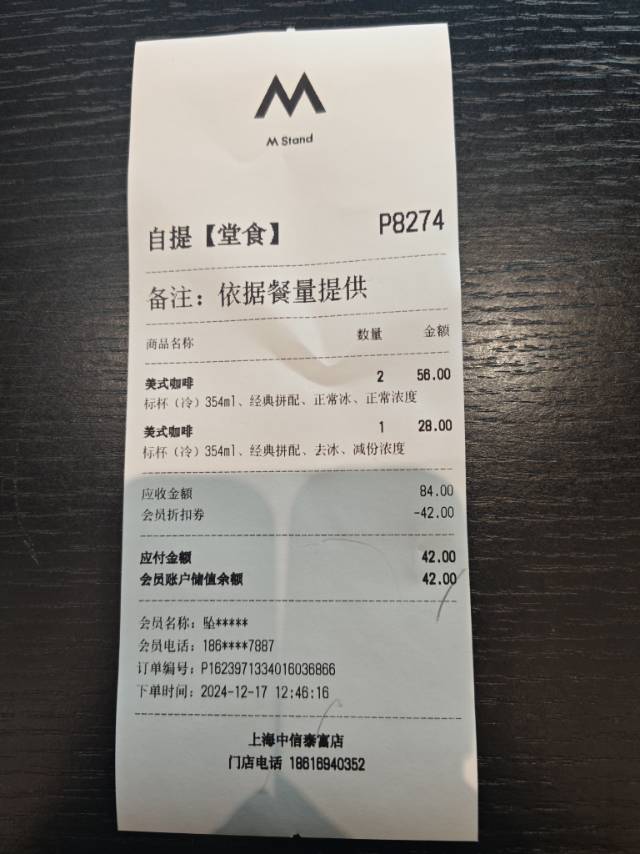 M Stand
自提【堂食】 P8274
备注：依据餐量提供
商品名称 数量 金额
美式咖啡 2 56.00
标杯（冷）354ml、经典拼配、正常冰、正常浓度
美式咖啡 1 28.00
标杯（冷）354ml、经典拼配、去冰、减份浓度
应收金额 84.00
会员折扣券 -42.00
应付金额 42.00
会员账户储值余额 42.00
会员名称：坠*****
会员电话：186****7887
订单编号：P1623971334016036866
下单时间：2024-12-17 12:46:16
上海中信泰富店
门店电话 18616940352